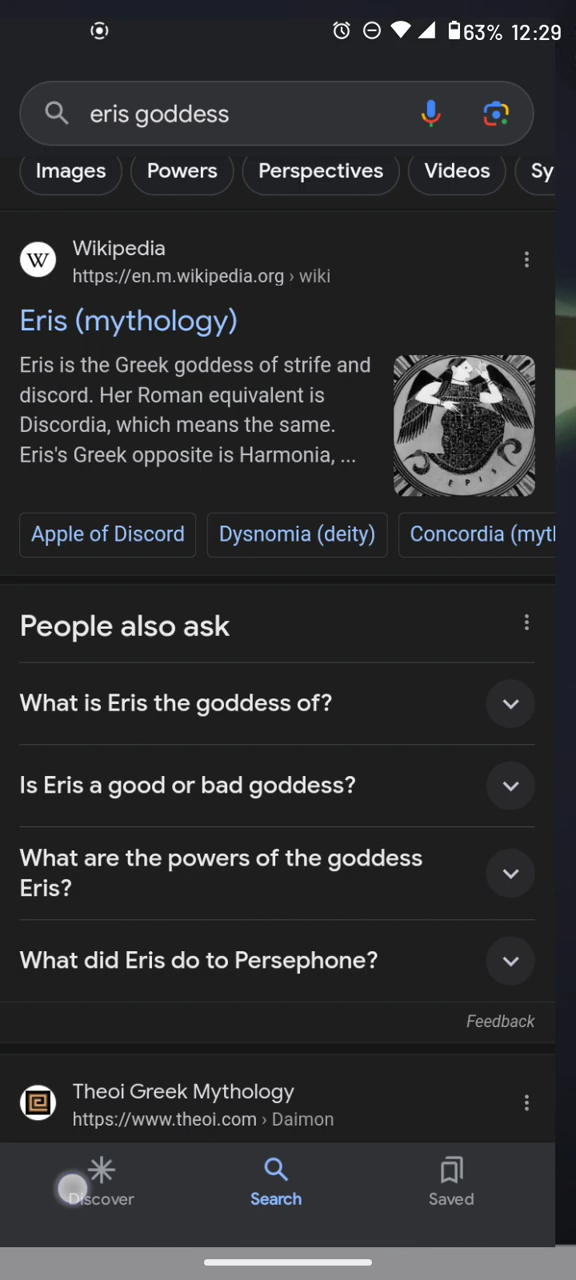 63% 12:29
eris goddess
Images Powers Perspectives Videos Sy
Wikipedia
https://en.m.wikipedia.org › wiki
Eris (mythology)
Eris is the Greek goddess of strife and
discord. Her Roman equivalent is
Discordia, which means the same.
Eris's Greek opposite is Harmonia, ...
Apple of Discord Dysnomia (deity) Concordia (myth
People also ask
What is Eris the goddess of?
Is Eris a good or bad goddess?
What are the powers of the goddess
Eris?
What did Eris do to Persephone?
Feedback
Theoi Greek Mythology
https://www.theoi.com › Daimon
Discover Search Saved